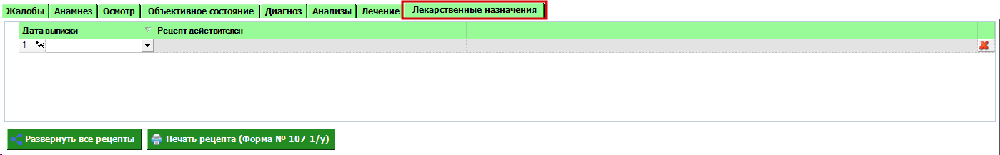 Жалобы Анамнез Осмотр Объективное состояние Диагноз Анализы Лечение Лекарственные назначения
Дата выписки Рецепт действителен
1 ..
Развернуть все рецепты Печать рецепта (Форма № 107-1/у)